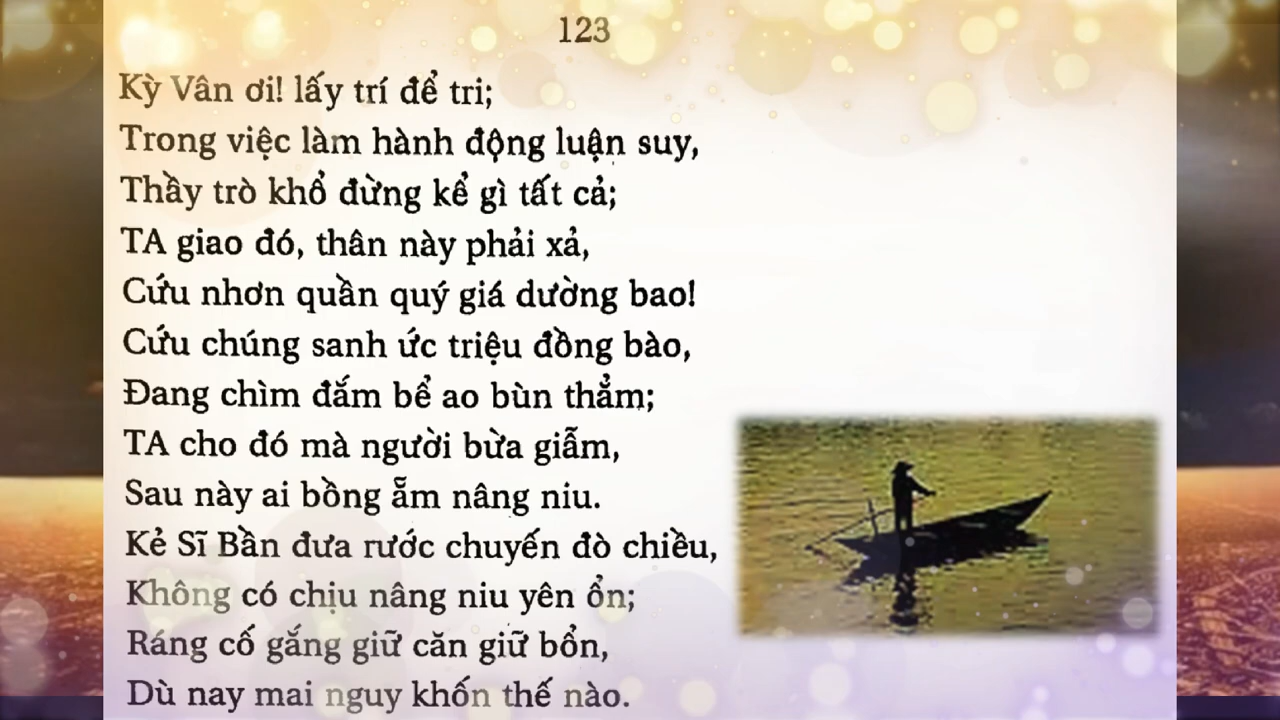 123
Kỳ Vân ơi! lấy trí để tri;
Trong việc làm hành động luận suy,
Thầy trò khổ đừng kể gì tất cả;
TA giao đó, thân này phải xả,
Cứu nhơn quần quý giá dường bao!
Cứu chúng sanh ức triệu đồng bào,
Đang chìm đắm bể ao bùn thẳm;
TA cho đó mà người bừa giẫm,
Sau này ai bồng ẵm nâng niu.
Kẻ Sĩ Bần đưa rước chuyến đò chiều,
Không có chịu nâng niu yên ổn;
Ráng cố gắng giữ căn giữ bổn,
Dù nay mai nguy khốn thế nào.